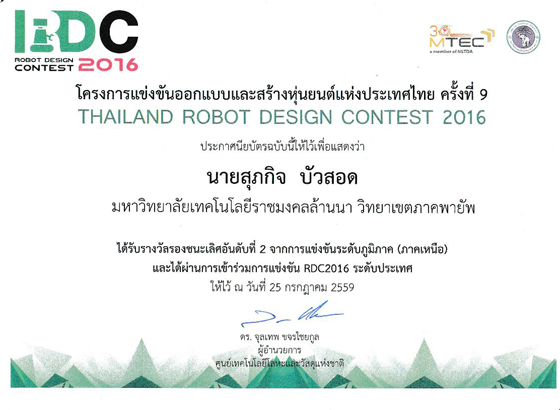 RDC
ROBOT DESIGN
CONTEST 2016
30
MTEC
a member of NSTDA
โครงการแข่งขันออกแบบและสร้างหุ่นยนต์แห่งประเทศไทย ครั้งที่ 9
THAILAND ROBOT DESIGN CONTEST 2016
ประกาศนียบัตรฉบับนี้ให้ไว้เพื่อแสดงว่า
นายสุภกิจ บัวสอด
มหาวิทยาลัยเทคโนโลยีราชมงคลล้านนา วิทยาเขตภาคพายัพ
ได้รับรางวัลรองชนะเลิศอันดับที่ 2 จากการแข่งขันระดับภูมิภาค (ภาคเหนือ)
และได้ผ่านการเข้าร่วมการแข่งขัน RDC2016 ระดับประเทศ
ให้ไว้ ณ วันที่ 25 กรกฎาคม 2559
ดร. จุลเทพ ขจรไชยกูล
ผู้อำนวยการ
ศูนย์เทคโนโลยีโลหะและวัสดุแห่งชาติ